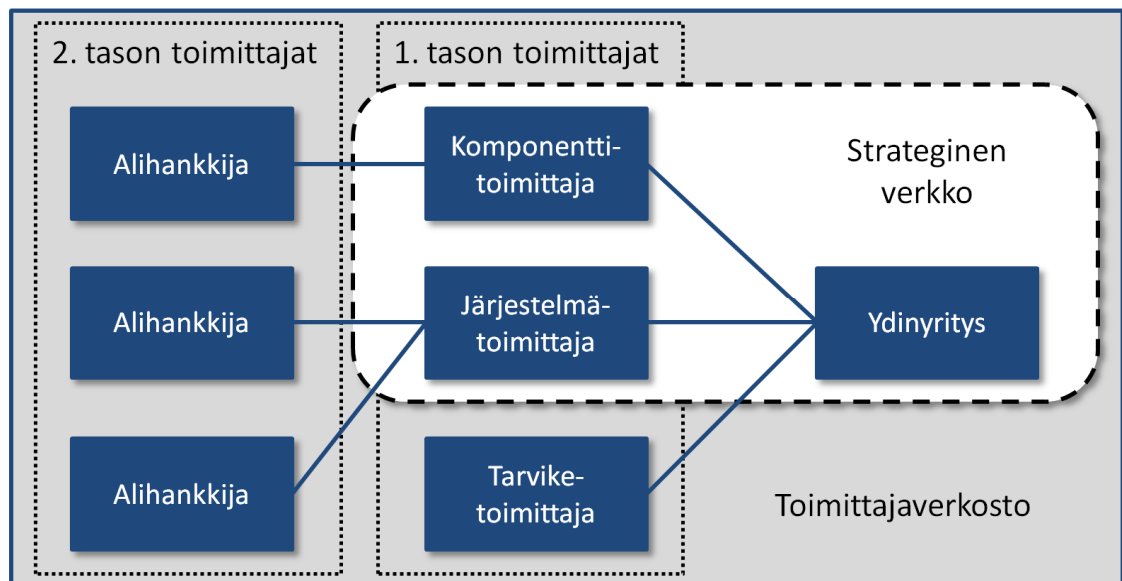 2. tason toimittajat
1. tason toimittajat
Alihankkija
Komponentti-
toimittaja
Strateginen
verkko
Alihankkija
Järjestelmä-
toimittaja
Ydinyritys
Alihankkija
Tarvike-
toimittaja
Toimittajaverkosto